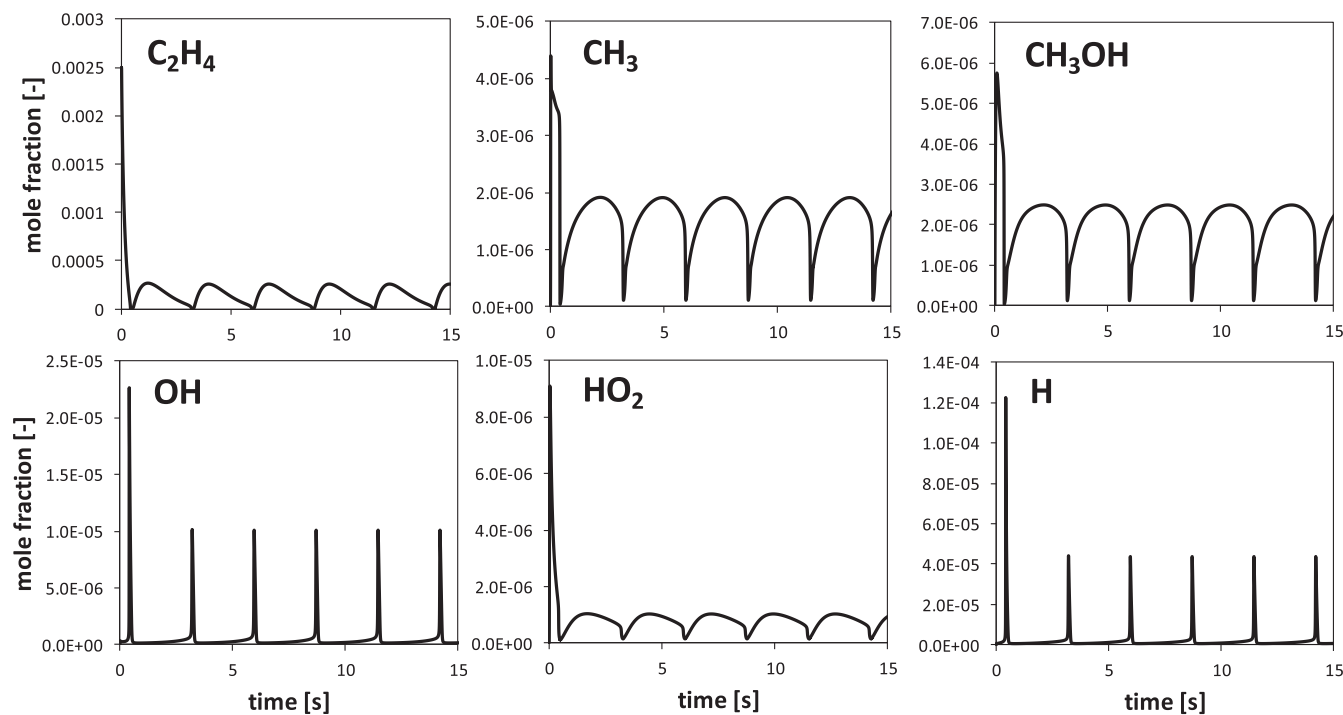 C₂H₄
mole fraction [-]
0.003
0.0025
0.002
0.0015
0.001
0.0005
0
0 5 10 15
CH₃
5.0E-06
4.0E-06
3.0E-06
2.0E-06
1.0E-06
0.0E+00
0 5 10 15
CH₃OH
7.0E-06
6.0E-06
5.0E-06
4.0E-06
3.0E-06
2.0E-06
1.0E-06
0.0E+00
0 5 10 15
OH
mole fraction [-]
2.5E-05
2.0E-05
1.5E-05
1.0E-05
5.0E-06
0.0E+00
0 5 10 15
time [s]
HO₂
1.0E-05
8.0E-06
6.0E-06
4.0E-06
2.0E-06
0.0E+00
0 5 10 15
time [s]
H
1.4E-04
1.2E-04
1.0E-04
8.0E-05
6.0E-05
4.0E-05
2.0E-05
0.0E+00
0 5 10 15
time [s]